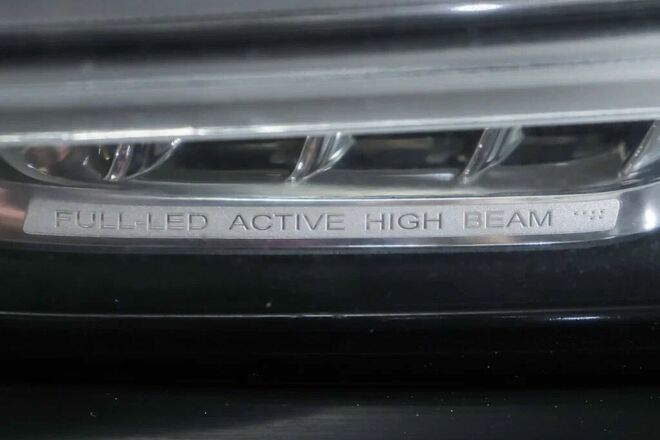 FULL-LED ACTIVE HIGH BEAM